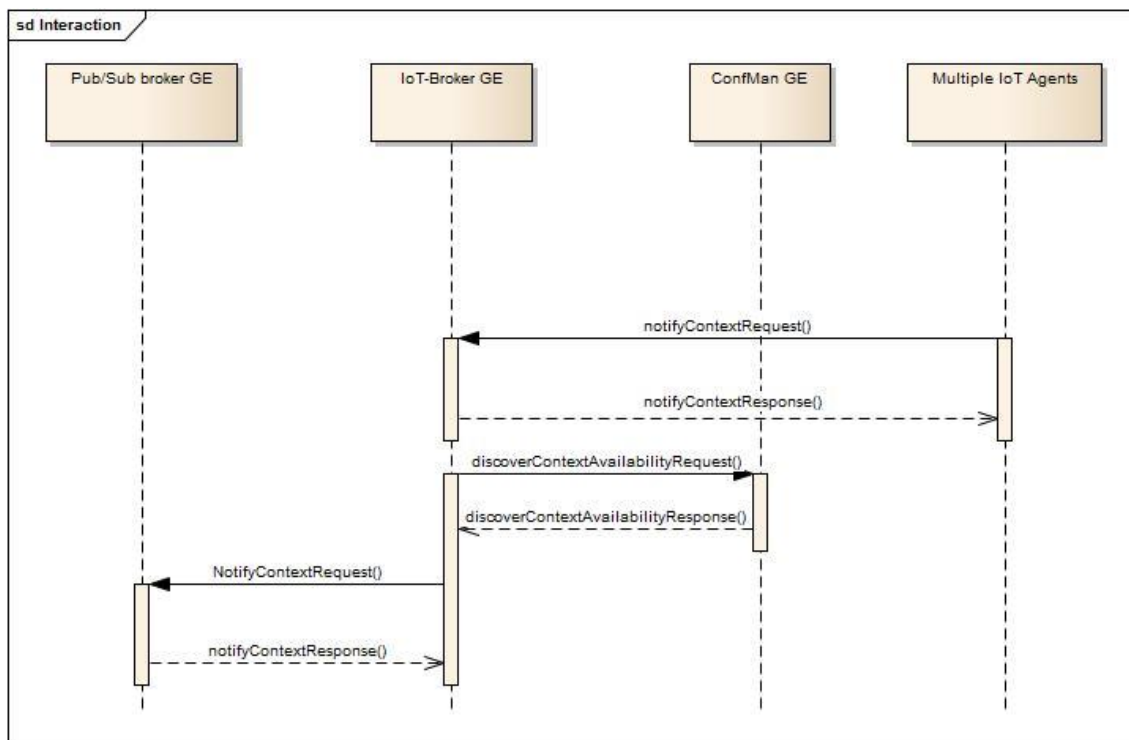 sd Interaction
Pub/Sub broker GE
IoT-Broker GE
ConfMan GE
Multiple IoT Agents
notifyContextRequest()
notifyContextResponse()
discoverContextAvailabilityRequest()
discoverContextAvailabilityResponse()
NotifyContextRequest()
notifyContextResponse()